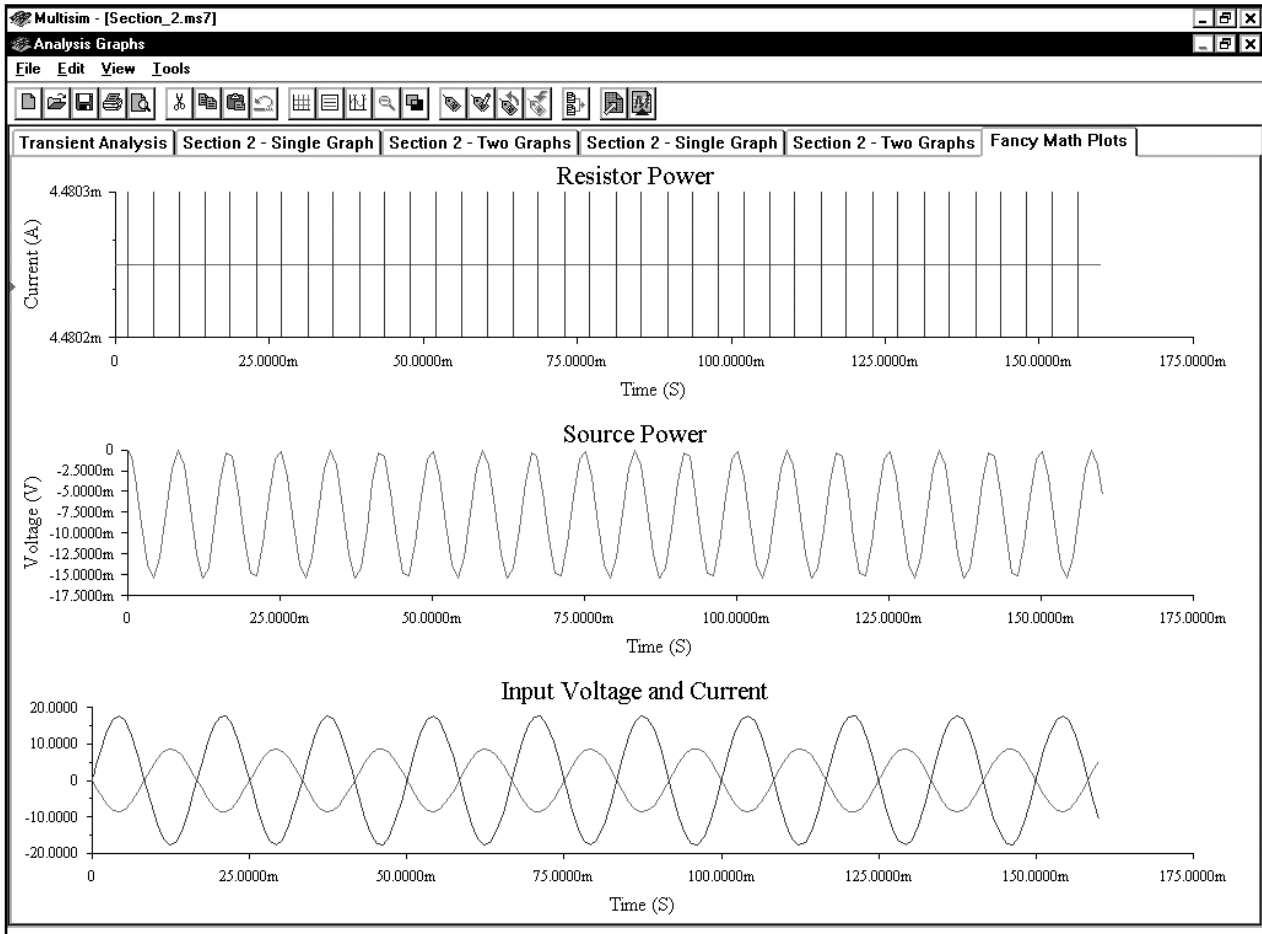 Multisim - [Section_2.ms7]
Analysis Graphs
File Edit View Tools
Transient Analysis Section 2 - Single Graph Section 2 - Two Graphs Section 2 - Single Graph Section 2 - Two Graphs Fancy Math Plots
Resistor Power
4.4803m
Current (A)
4.4802m
0 25.0000m 50.0000m 75.0000m 100.0000m 125.0000m 150.0000m 175.0000m
Time (S)
Source Power
0
-2.5000m
-5.0000m
-7.5000m
-10.0000m
-12.5000m
-15.0000m
-17.5000m
Voltage (V)
0 25.0000m 50.0000m 75.0000m 100.0000m 125.0000m 150.0000m 175.0000m
Time (S)
Input Voltage and Current
20.0000
10.0000
0
-10.0000
-20.0000
0 25.0000m 50.0000m 75.0000m 100.0000m 125.0000m 150.0000m 175.0000m
Time (S)